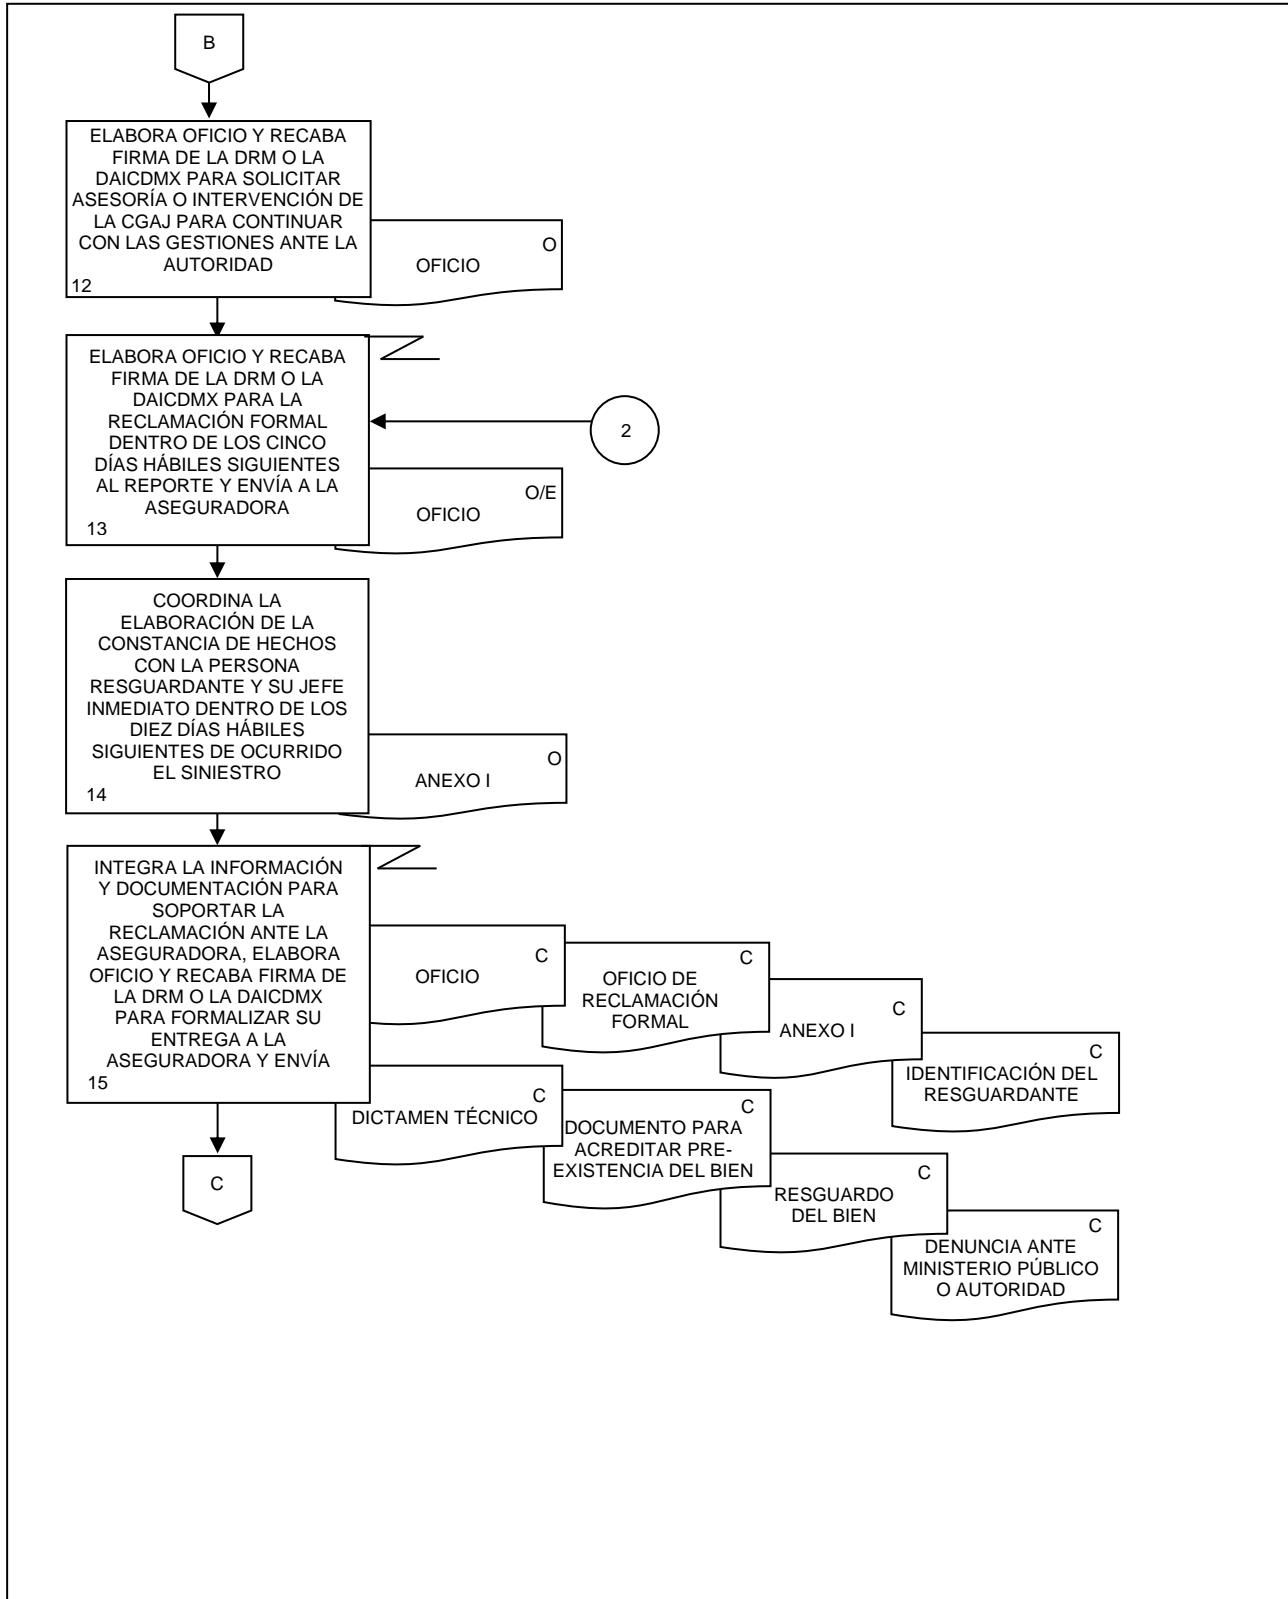 B
ELABORA OFICIO Y RECABA
FIRMA DE LA DRM O LA
DAICDMX PARA SOLICITAR
ASESORÍA O INTERVENCIÓN DE
LA CGAJ PARA CONTINUAR
CON LAS GESTIONES ANTE LA
AUTORIDAD
12
O
OFICIO
ELABORA OFICIO Y RECABA
FIRMA DE LA DRM O LA
DAICDMX PARA LA
RECLAMACIÓN FORMAL
DENTRO DE LOS CINCO
DÍAS HÁBILES SIGUIENTES
AL REPORTE Y ENVÍA A LA
ASEGURADORA
13
2
O/E
OFICIO
COORDINA LA
ELABORACIÓN DE LA
CONSTANCIA DE HECHOS
CON LA PERSONA
RESGUARDANTE Y SU JEFE
INMEDIATO DENTRO DE LOS
DIEZ DÍAS HÁBILES
SIGUIENTES DE OCURRIDO
EL SINIESTRO
14
O
ANEXO I
INTEGRA LA INFORMACIÓN
Y DOCUMENTACIÓN PARA
SOPORTAR LA
RECLAMACIÓN ANTE LA
ASEGURADORA, ELABORA
OFICIO Y RECABA FIRMA DE
LA DRM O LA DAICDMX
PARA FORMALIZAR SU
ENTREGA A LA
ASEGURADORA Y ENVÍA
15
C
OFICIO
C
OFICIO DE
RECLAMACIÓN
FORMAL
C
ANEXO I
C
IDENTIFICACIÓN DEL
RESGUARDANTE
C
DICTAMEN TÉCNICO
C
DOCUMENTO PARA
ACREDITAR PRE-
EXISTENCIA DEL BIEN
C
RESGUARDO
DEL BIEN
C
DENUNCIA ANTE
MINISTERIO PÚBLICO
O AUTORIDAD
C